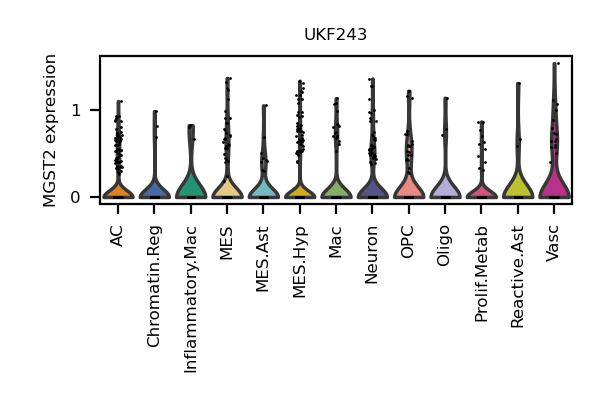 UKF243
MGST2 expression
1
0
AC
Chromatin.Reg
Inflammatory.Mac
MES
MES.Ast
MES.Hyp
Mac
Neuron
OPC
Oligo
Prolif.Metab
Reactive.Ast
Vasc